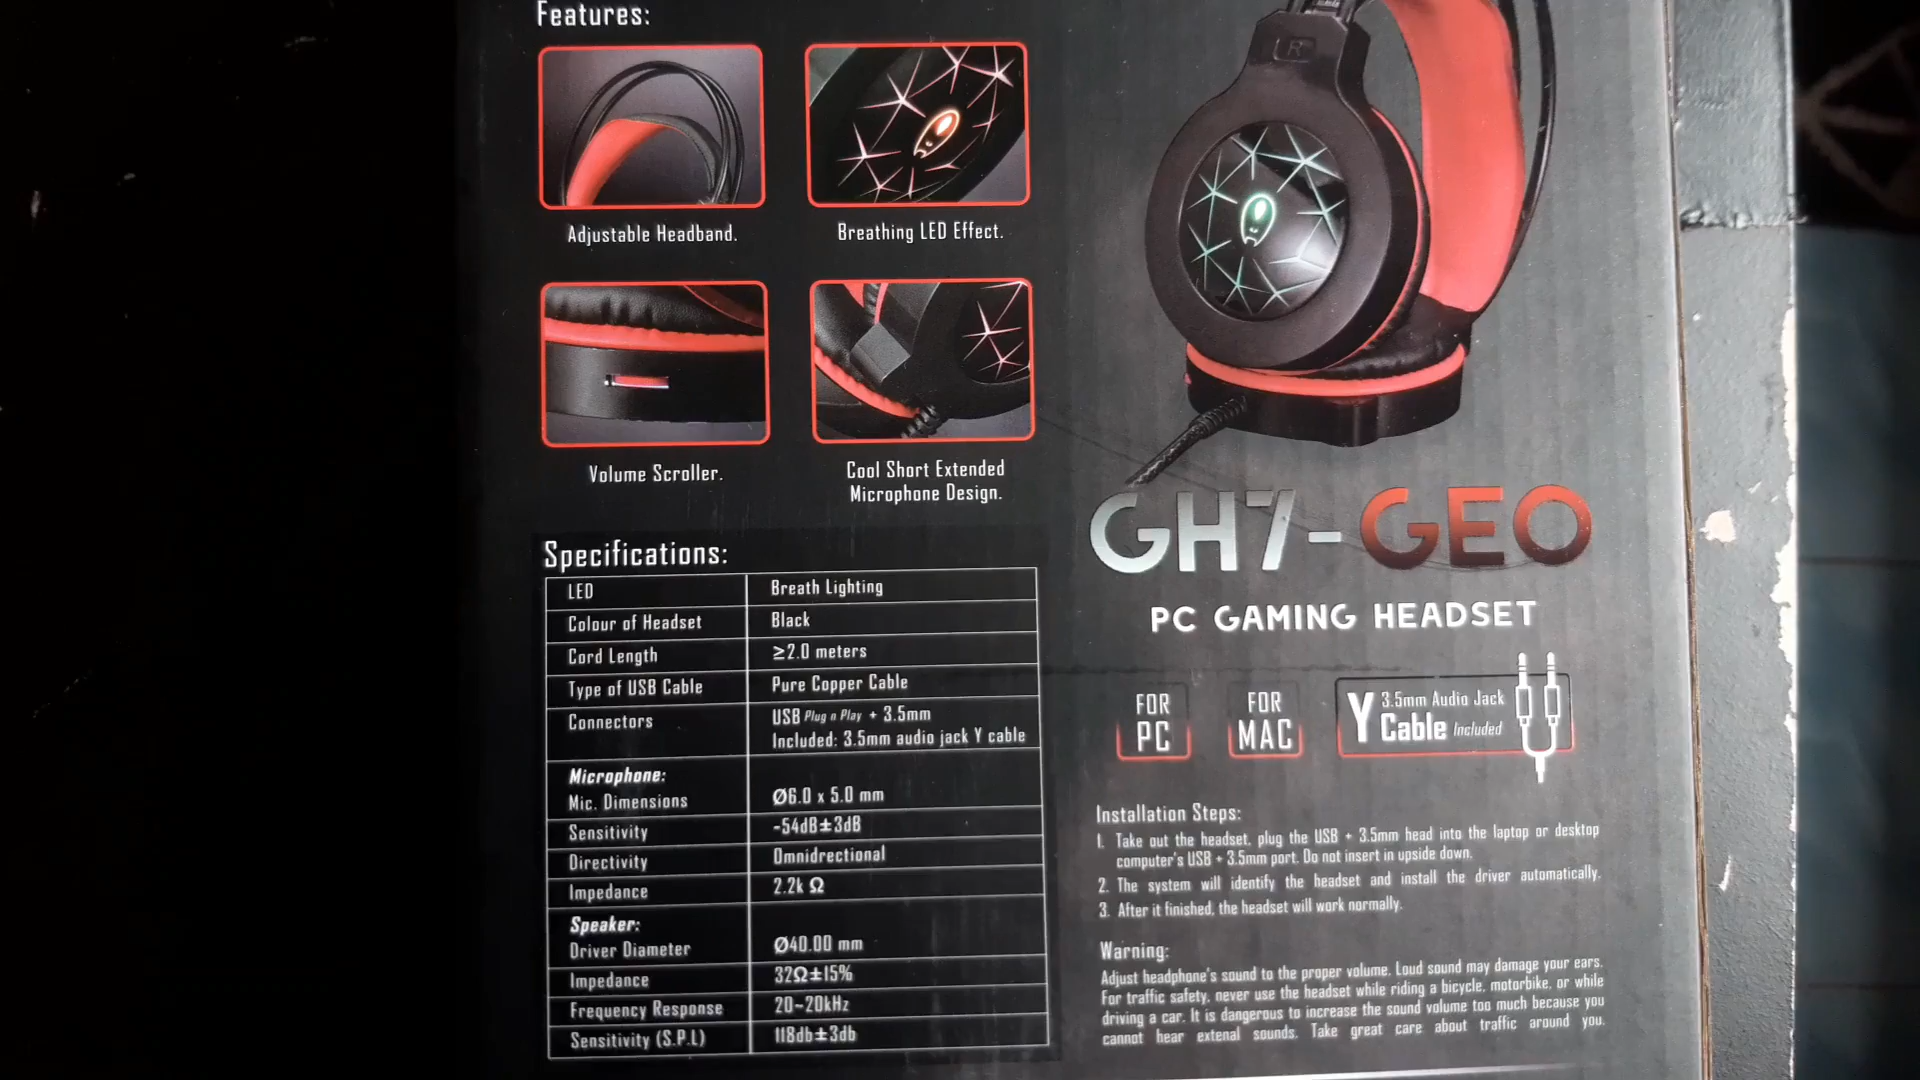 Features:
Adjustable Headband.
Breathing LED Effect.
Volume Scroller.
Cool Short Extended
Microphone Design.
Specifications:
LED Breath Lighting
Colour of Headset Black
Cord Length ≥2.0 meters
Type of USB Cable Pure Copper Cable
Connectors USB Plug n Play + 3.5mm
Included: 3.5mm audio jack Y cable
Microphone:
Mic. Dimensions Ø6.0 x 5.0 mm
Sensitivity -54dB±3dB
Directivity Omnidrectional
Impedance 2.2k Ω
Speaker:
Driver Diameter Ø40.00 mm
Impedance 32Ω±15%
Frequency Response 20~20kHz
Sensitivity (S.P.L) 118db±3db
R
GH7-GEO
PC GAMING HEADSET
FOR
PC
FOR
MAC
Y 3.5mm Audio Jack
Cable Included
Installation Steps:
1. Take out the headset, plug the USB + 3.5mm head into the laptop or desktop
computer's USB + 3.5mm port. Do not insert in upside down.
2. The system will identify the headset and install the driver automatically.
3. After it finished, the headset will work normally.
Warning:
Adjust headphone's sound to the proper volume. Loud sound may damage your ears.
For traffic safety, never use the headset while riding a bicycle, motorbike, or while
driving a car. It is dangerous to increase the sound volume too much because you
cannot hear extenal sounds. Take great care about traffic around you.